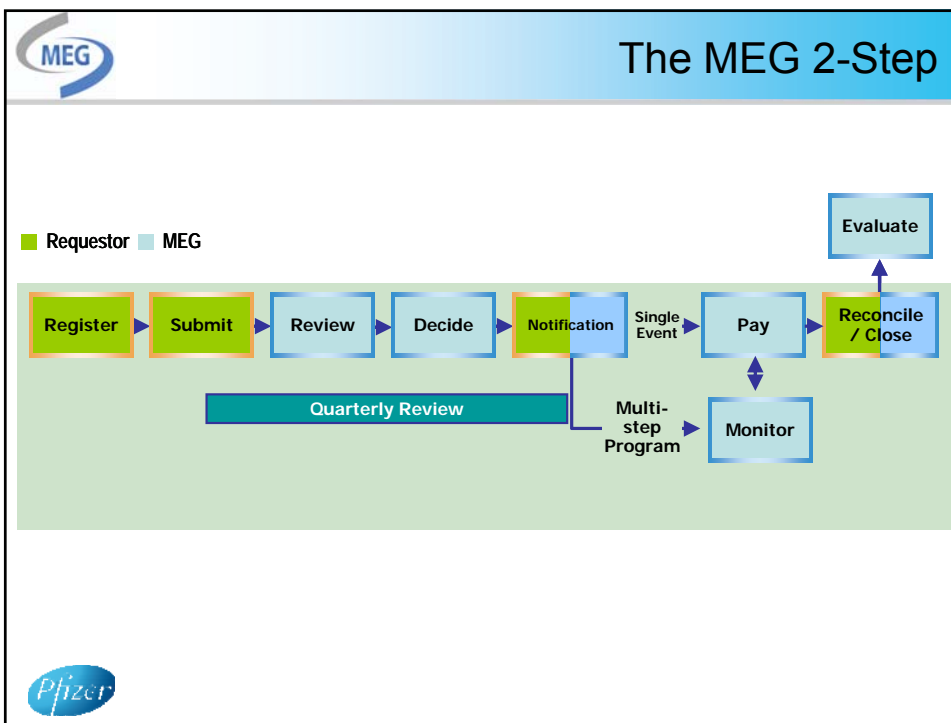 MEG
The MEG 2-Step
Requestor MEG
Evaluate
Register
Submit
Review
Decide
Notification
Single
Event
Pay
Reconcile
/ Close
Quarterly Review
Multi-
step
Program
Monitor
Pfizer